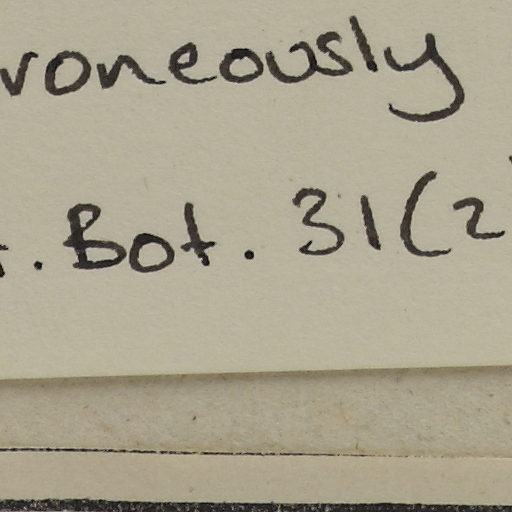 roneously
. Bot. 31(2